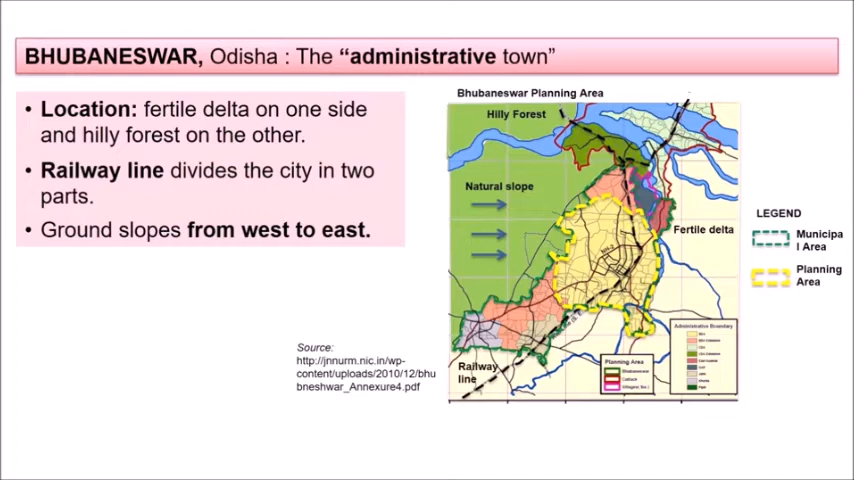 BHUBANESWAR, Odisha : The “administrative town”
• Location: fertile delta on one side
and hilly forest on the other.
• Railway line divides the city in two
parts.
• Ground slopes from west to east.
Bhubaneswar Planning Area
Hilly Forest
Natural slope
Fertile delta
Railway
line
LEGEND
Municipa
l Area
Planning
Area
Planning Area
Bhubaneswar
Cuttack
Administrative Boundary
Source:
http://jnnurm.nic.in/wp-
content/uploads/2010/12/bhu
bneshwar_Annexure4.pdf